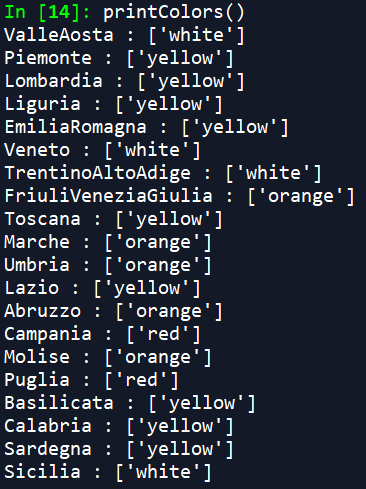 In [14]: printColors()
ValleAosta : ['white']
Piemonte : ['yellow']
Lombardia : ['yellow']
Liguria : ['yellow']
EmiliaRomagna : ['yellow']
Veneto : ['white']
TrentinoAltoAdige : ['white']
FriuliVeneziaGiulia : ['orange']
Toscana : ['yellow']
Marche : ['orange']
Umbria : ['orange']
Lazio : ['yellow']
Abruzzo : ['orange']
Campania : ['red']
Molise : ['orange']
Puglia : ['red']
Basilicata : ['yellow']
Calabria : ['yellow']
Sardegna : ['yellow']
Sicilia : ['white']